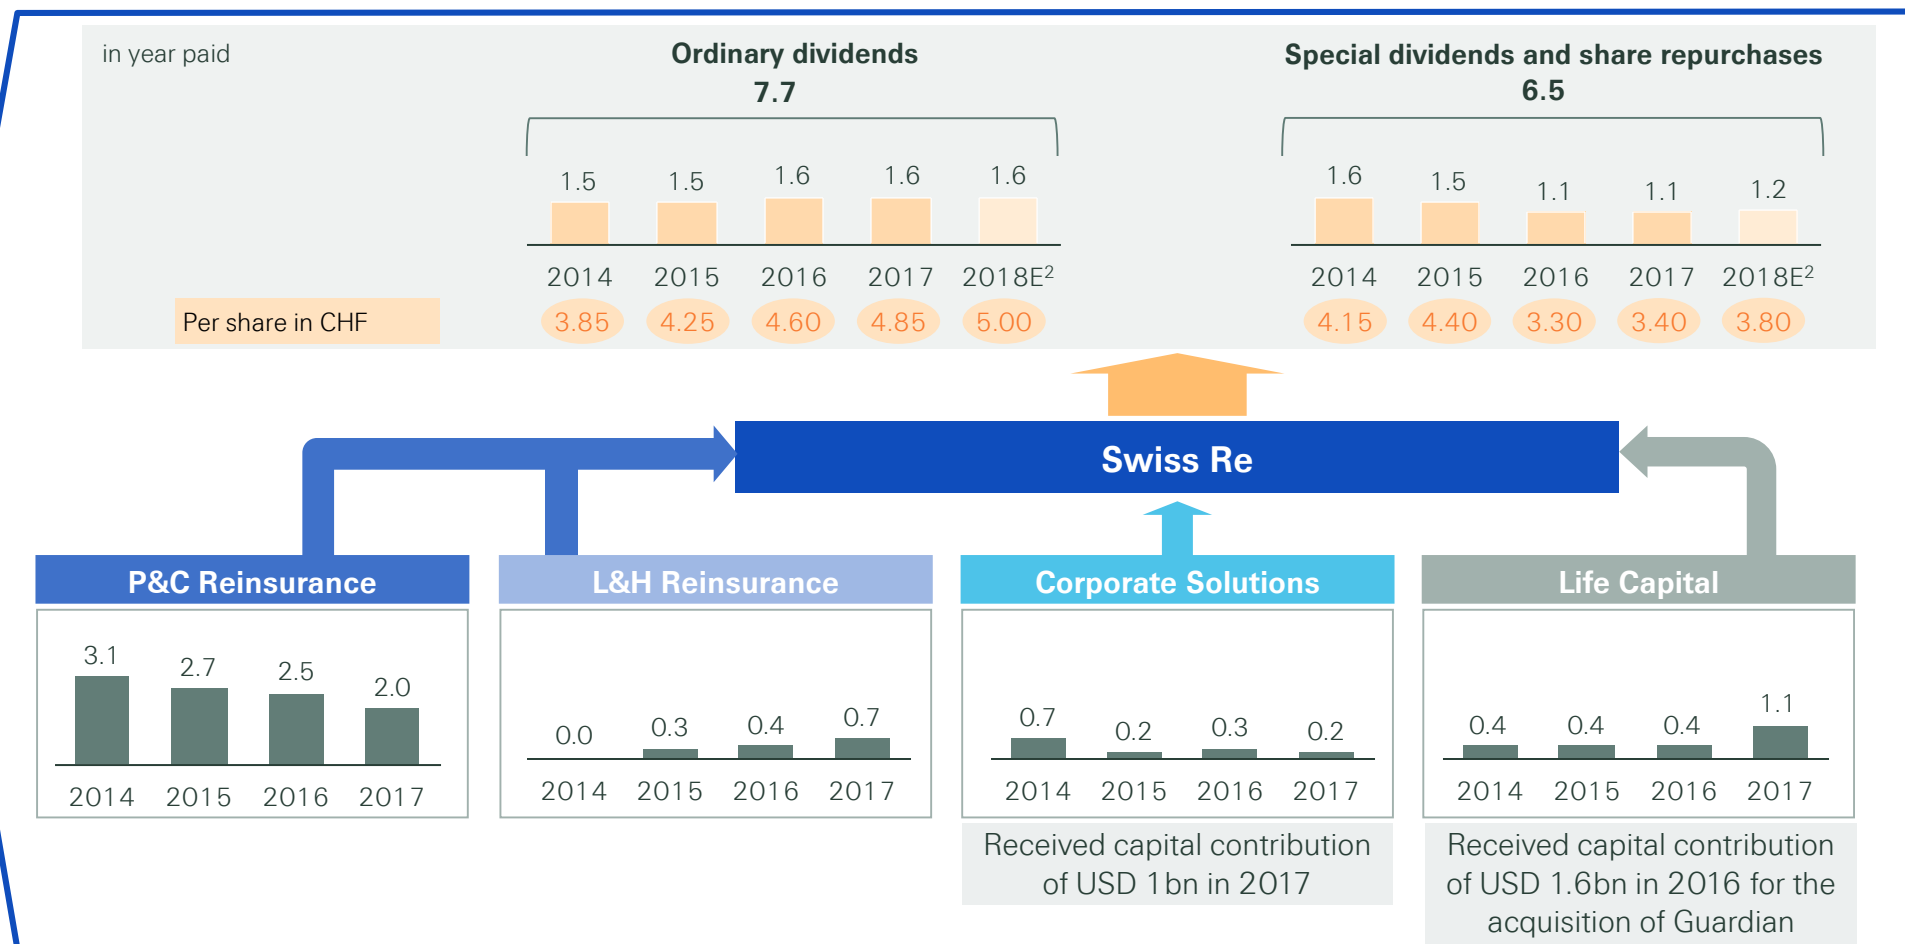 in year paid
Ordinary dividends
7.7
1.5 1.5 1.6 1.6 1.6
2014 2015 2016 2017 2018E²
Special dividends and share repurchases
6.5
1.6 1.5 1.1 1.1 1.2
2014 2015 2016 2017 2018E²
Per share in CHF
3.85 4.25 4.60 4.85 5.00
4.15 4.40 3.30 3.40 3.80
Swiss Re
P&C Reinsurance
3.1 2.7 2.5 2.0
2014 2015 2016 2017
L&H Reinsurance
0.0 0.3 0.4 0.7
2014 2015 2016 2017
Corporate Solutions
0.7 0.2 0.3 0.2
2014 2015 2016 2017
Received capital contribution
of USD 1bn in 2017
Life Capital
0.4 0.4 0.4 1.1
2014 2015 2016 2017
Received capital contribution
of USD 1.6bn in 2016 for the
acquisition of Guardian